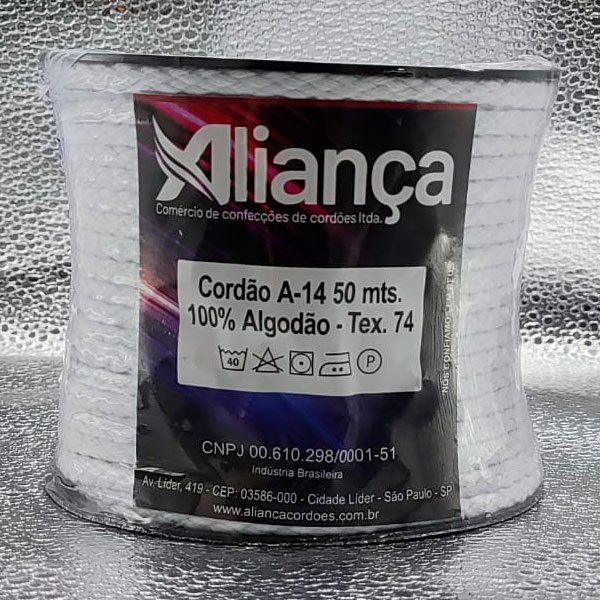 Aliança
Comércio de confecções de cordões ltda.
Cordão A-14 50 mts.
100% Algodão - Tex. 74
40
P
CNPJ 00.610.298/0001-51
Indústria Brasileira
Av. Líder, 419 - CEP: 03586-000 - Cidade Líder - São Paulo - SP
www.aliancacordoes.com.br
NÓS CONFIAMOS